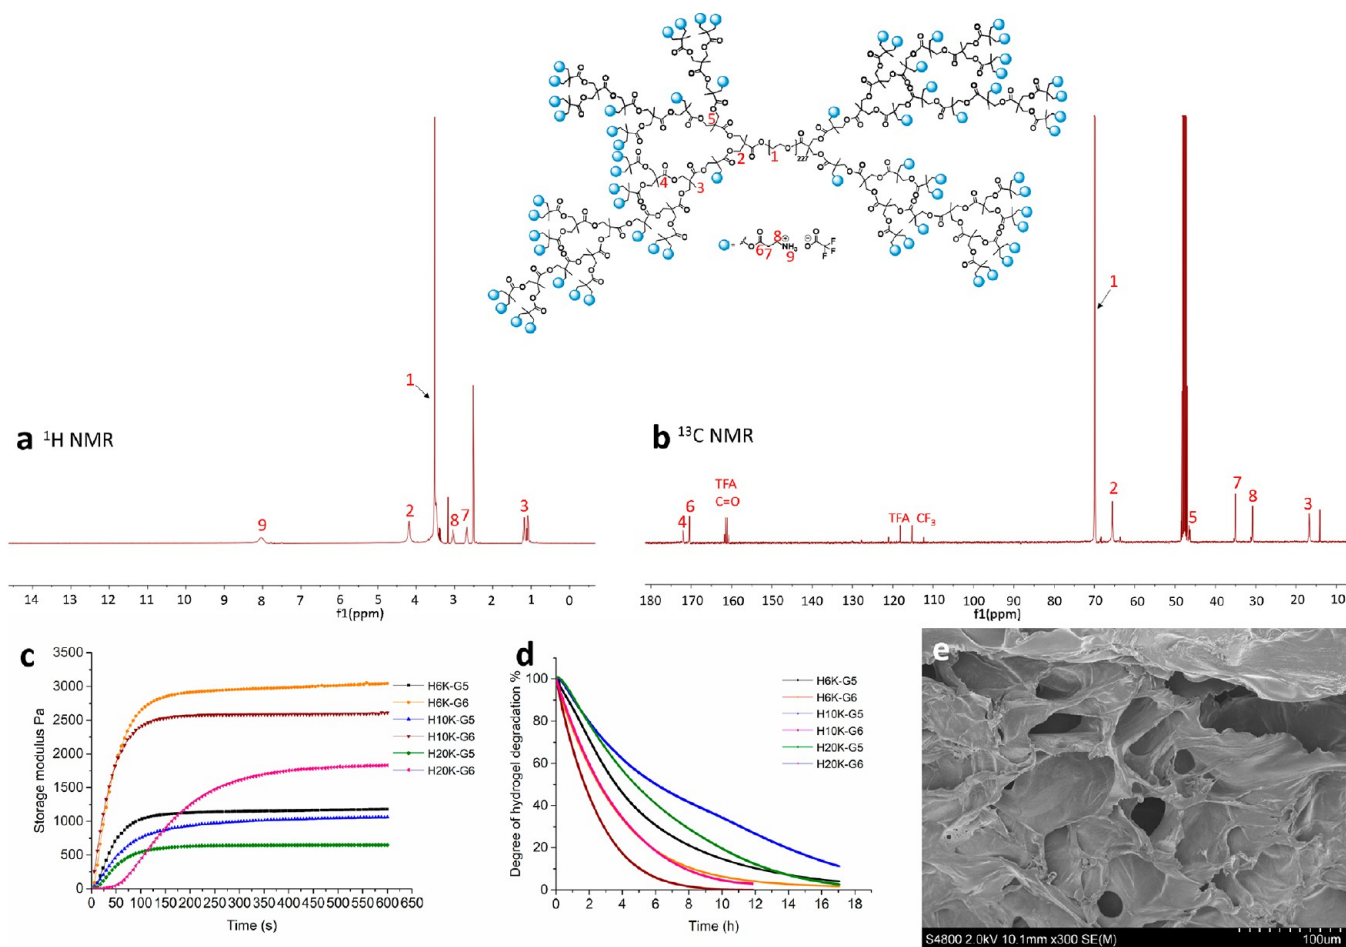 5
2
1
227
4
3
8
6 7
NH₃
9
F
F
F
a ¹H NMR
1
9
2
8
7
3
14 13 12 11 10 9 8 7 6 5 4 3 2 1 0
f1(ppm)
b ¹³C NMR
1
TFA
C=O
4
6
TFA CF₃
2
5
7
8
3
180 170 160 150 140 130 120 110 100 90 80 70 60 50 40 30 20 10
f1(ppm)
c
3500
3000
2500
2000
1500
1000
500
0
Storage modulus Pa
H6K-G5
H6K-G6
H10K-G5
H10K-G6
H20K-G5
H20K-G6
0 50 100 150 200 250 300 350 400 450 500 550 600 650
Time (s)
d
100
80
60
40
20
0
Degree of hydrogel degradation %
H6K-G5
H6K-G6
H10K-G5
H10K-G6
H20K-G5
H20K-G6
0 2 4 6 8 10 12 14 16 18
Time (h)
e
S4800 2.0kV 10.1mm x300 SE(M)
100um